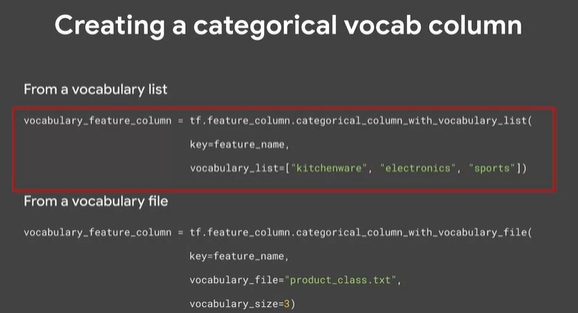 Creating a categorical vocab column
From a vocabulary list
vocabulary_feature_column = tf.feature_column.categorical_column_with_vocabulary_list(
key=feature_name,
vocabulary_list=["kitchenware", "electronics", "sports"])
From a vocabulary file
vocabulary_feature_column = tf.feature_column.categorical_column_with_vocabulary_file(
key=feature_name,
vocabulary_file="product_class.txt",
vocabulary_size=3)